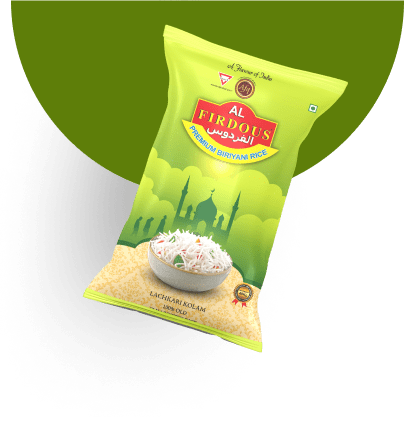 A Flavour of India
AL
FIRDOUS
الفردوس
PREMIUM BIRIYANI RICE
LACHKARI KOLAM
100% OLD